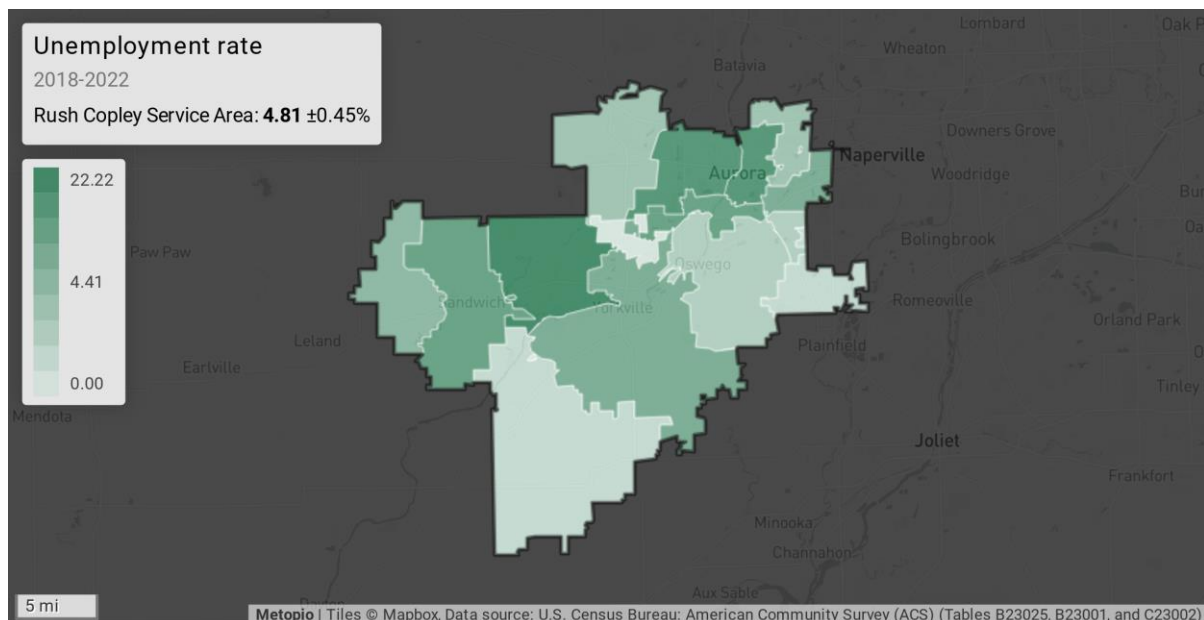 Unemployment rate
2018-2022
Rush Copley Service Area: 4.81 ±0.45%
22.22
4.41
0.00
Lombard
Oak P
Wheaton
Batavia
Downers Grove
Naperville
Woodridge
Aurora
Bur
Oa
Bolingbrook
Paw Paw
Oswego
Sandwich
Yorkville
Romeoville
Orland Park
Leland
Plainfield
O
Earlville
Tinley
Mendota
Joliet
Frankfort
Minooka
Channahon
Aux Sable
5 mi
Metopio | Tiles © Mapbox, Data source: U.S. Census Bureau: American Community Survey (ACS) (Tables B23025, B23001, and C23002)